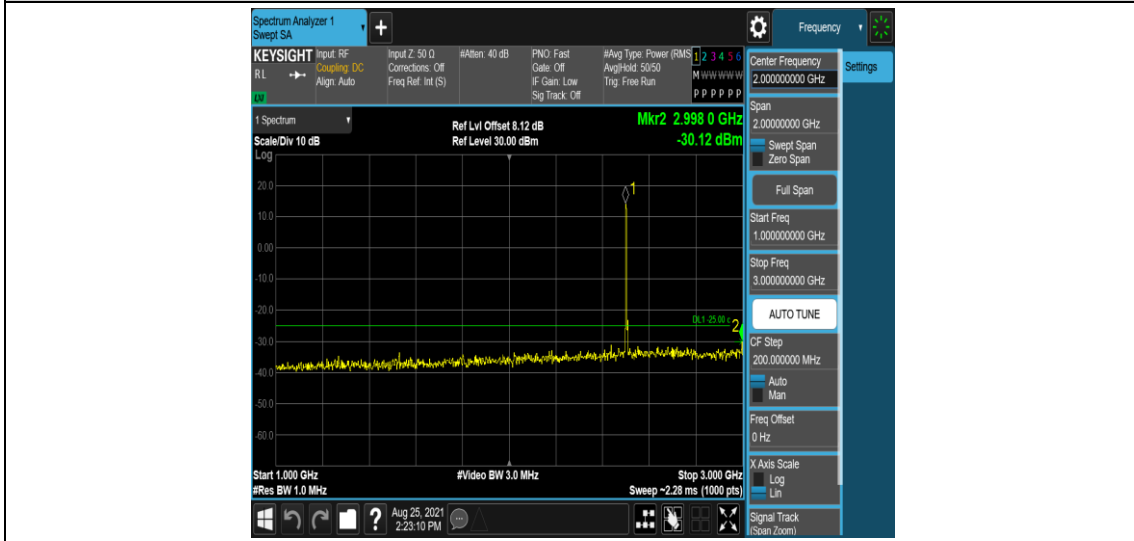 Spectrum Analyzer 1
Swept SA
+
Frequency
KEYSIGHT
RL
Input: RF
Coupling: DC
Align: Auto
Input Z: 50 Ω
Corrections: Off
Freq Ref: Int (S)
#Atten: 40 dB
PNO: Fast
Gate: Off
IF Gain: Low
Sig Track: Off
#Avg Type: Power (RMS
Avg|Hold: 50/50
Trig: Free Run
1 2 3 4 5 6
M W W W W W
P P P P P P
1 Spectrum
Scale/Div 10 dB
Log
Ref Lvl Offset 8.12 dB
Ref Level 30.00 dBm
Mkr2 2.998 0 GHz
-30.12 dBm
20.0
10.0
0.00
-10.0
-20.0
-30.0
-40.0
-50.0
-60.0
1
DL1 -25.00
2
Start 1.000 GHz
#Res BW 1.0 MHz
#Video BW 3.0 MHz
Stop 3.000 GHz
Sweep ~2.28 ms (1000 pts)
?
Aug 25, 2021
2:23:10 PM
Center Frequency
2.000000000 GHz
Settings
Span
2.00000000 GHz
Swept Span
Zero Span
Full Span
Start Freq
1.000000000 GHz
Stop Freq
3.000000000 GHz
AUTO TUNE
CF Step
200.000000 MHz
Auto
Man
Freq Offset
0 Hz
X Axis Scale
Log
Lin
Signal Track
(Span Zoom)